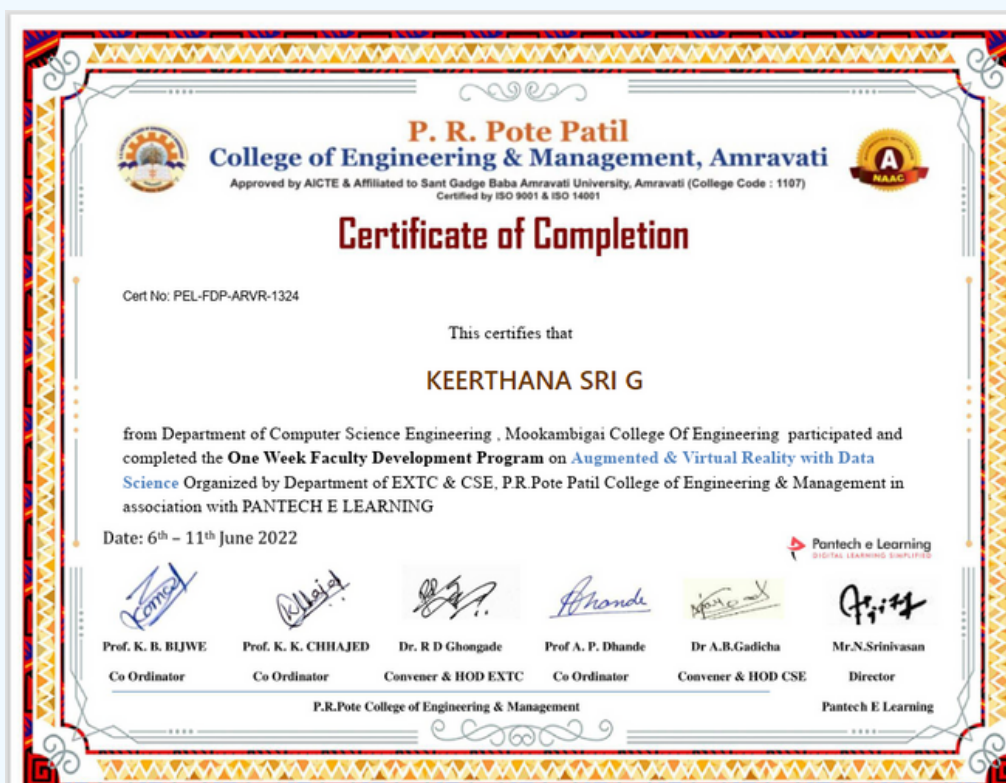 P. R. Pote Patil
College of Engineering & Management, Amravati
Approved by AICTE & Affiliated to Sant Gadge Baba Amravati University, Amravati (College Code : 1107)
Certified by ISO 9001 & ISO 14001
A
NAAC
Certificate of Completion
Cert No: PEL-FDP-ARVR-1324
This certifies that
KEERTHANA SRI G
from Department of Computer Science Engineering , Mookambigai College Of Engineering participated and
completed the One Week Faculty Development Program on Augmented & Virtual Reality with Data
Science Organized by Department of EXTC & CSE, P.R.Pote Patil College of Engineering & Management in
association with PANTECH E LEARNING
Date: 6th – 11th June 2022
Pantech e Learning
DIGITAL LEARNING SIMPLIFIED
Prof. K. B. BIJWE Prof. K. K. CHHAJED Dr. R D Ghongade Prof A. P. Dhande Dr A.B.Gadicha Mr.N.Srinivasan
Co Ordinator Co Ordinator Convener & HOD EXTC Co Ordinator Convener & HOD CSE Director
P.R.Pote College of Engineering & Management Pantech E Learning